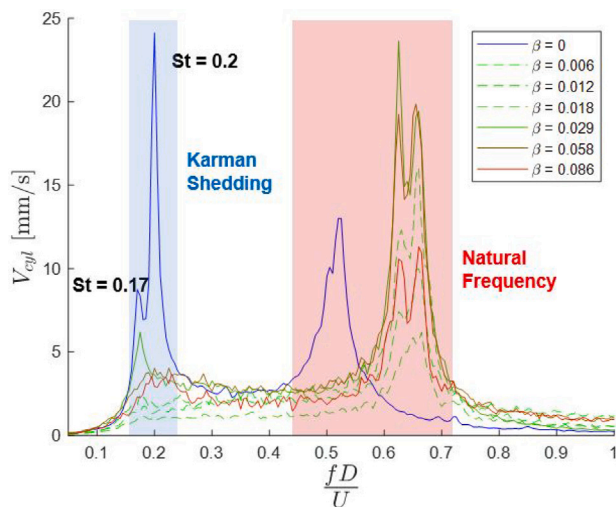 25
20
15
10
5
0
V_cyl [mm/s]
St = 0.2
St = 0.17
Karman
Shedding
Natural
Frequency
β = 0
β = 0.006
β = 0.012
β = 0.018
β = 0.029
β = 0.058
β = 0.086
0.1 0.2 0.3 0.4 0.5 0.6 0.7 0.8 0.9 1
fD
U